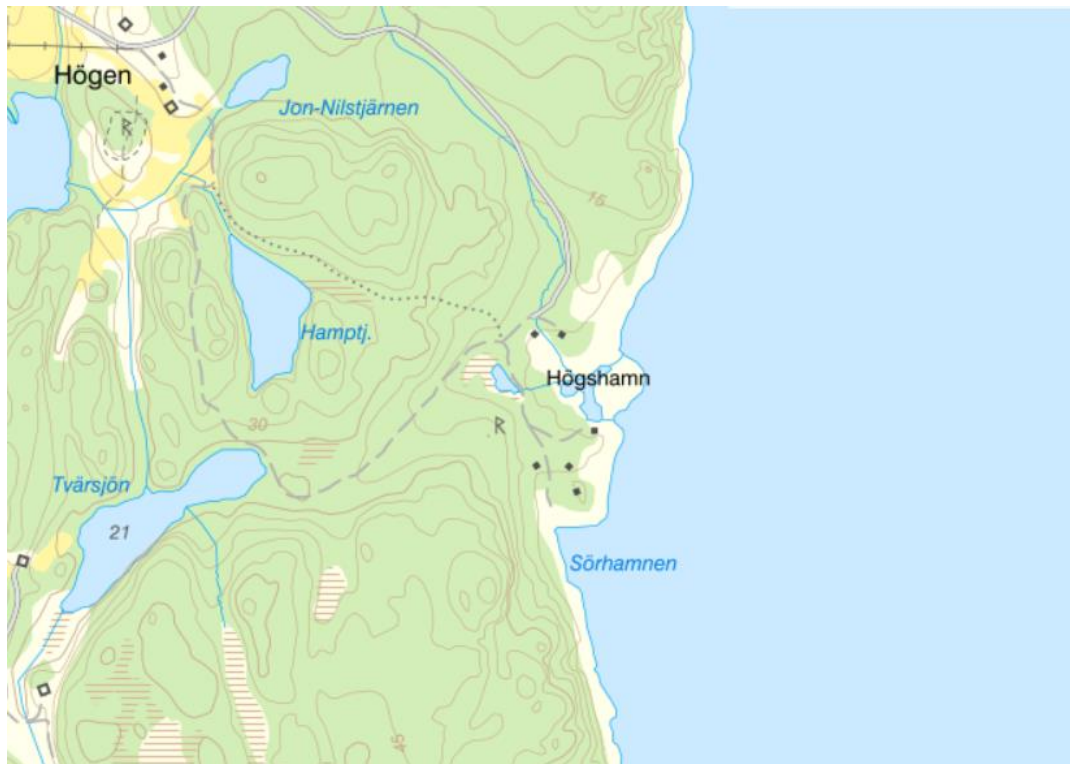 Högen
Jon-Nilstjärnen
16
Hamptj.
Högshamn
30
R
R
Tvärsjön
21
Sörhamnen
45